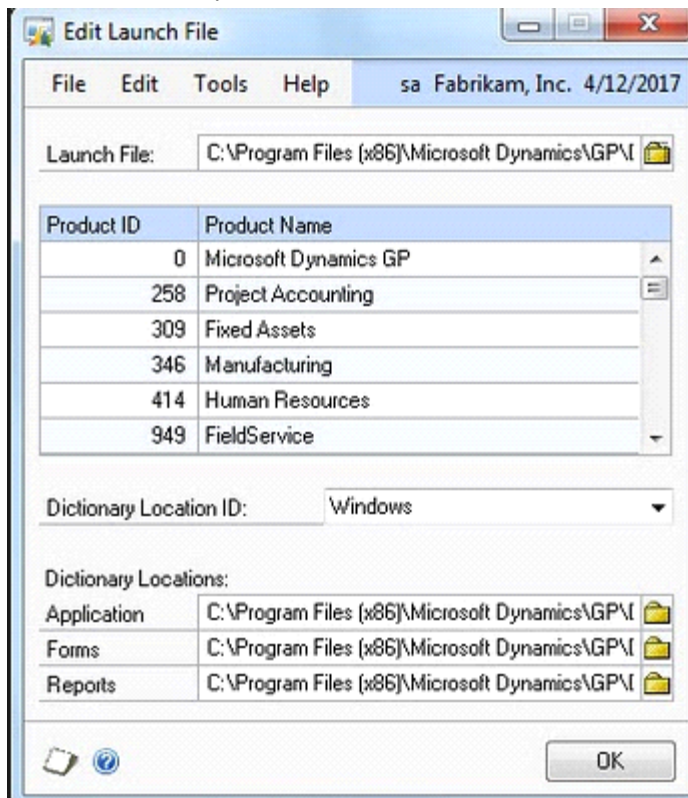 Edit Launch File
File Edit Tools Help sa Fabrikam, Inc. 4/12/2017
Launch File: C:\Program Files (x86)\Microsoft Dynamics\GP\
Product ID Product Name
0 Microsoft Dynamics GP
258 Project Accounting
309 Fixed Assets
346 Manufacturing
414 Human Resources
949 FieldService
Dictionary Location ID: Windows
Dictionary Locations:
Application C:\Program Files (x86)\Microsoft Dynamics\GP\
Forms C:\Program Files (x86)\Microsoft Dynamics\GP\
Reports C:\Program Files (x86)\Microsoft Dynamics\GP\
OK